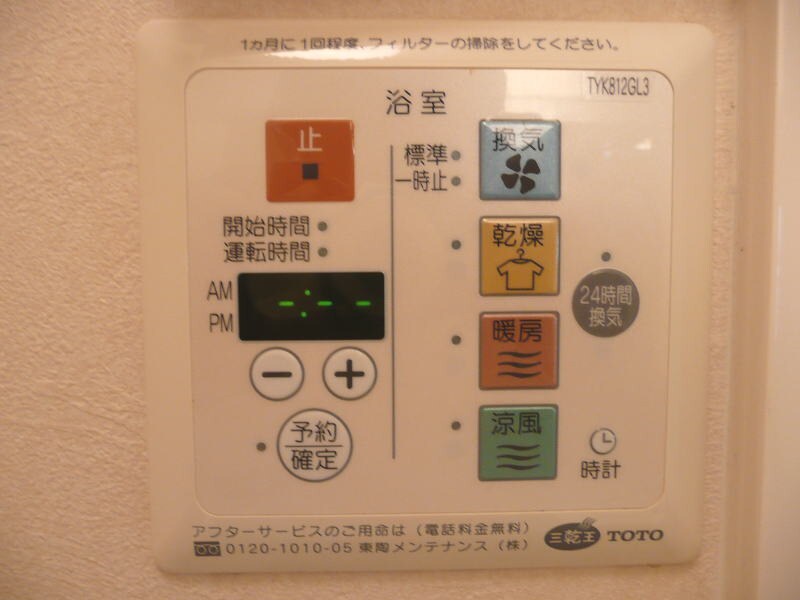 1ヵ月に1回程度、フィルターの掃除をしてください。
TYK812GL3
浴室
止
換気
標準
一時止
開始時間
運転時間
乾燥
24時間
換気
AM
PM
- : - -
暖房
− +
予約
確定
涼風
時計
アフターサービスのご用命は(電話料金無料)
0120-1010-05 東陶メンテナンス(株)
三乾王 TOTO